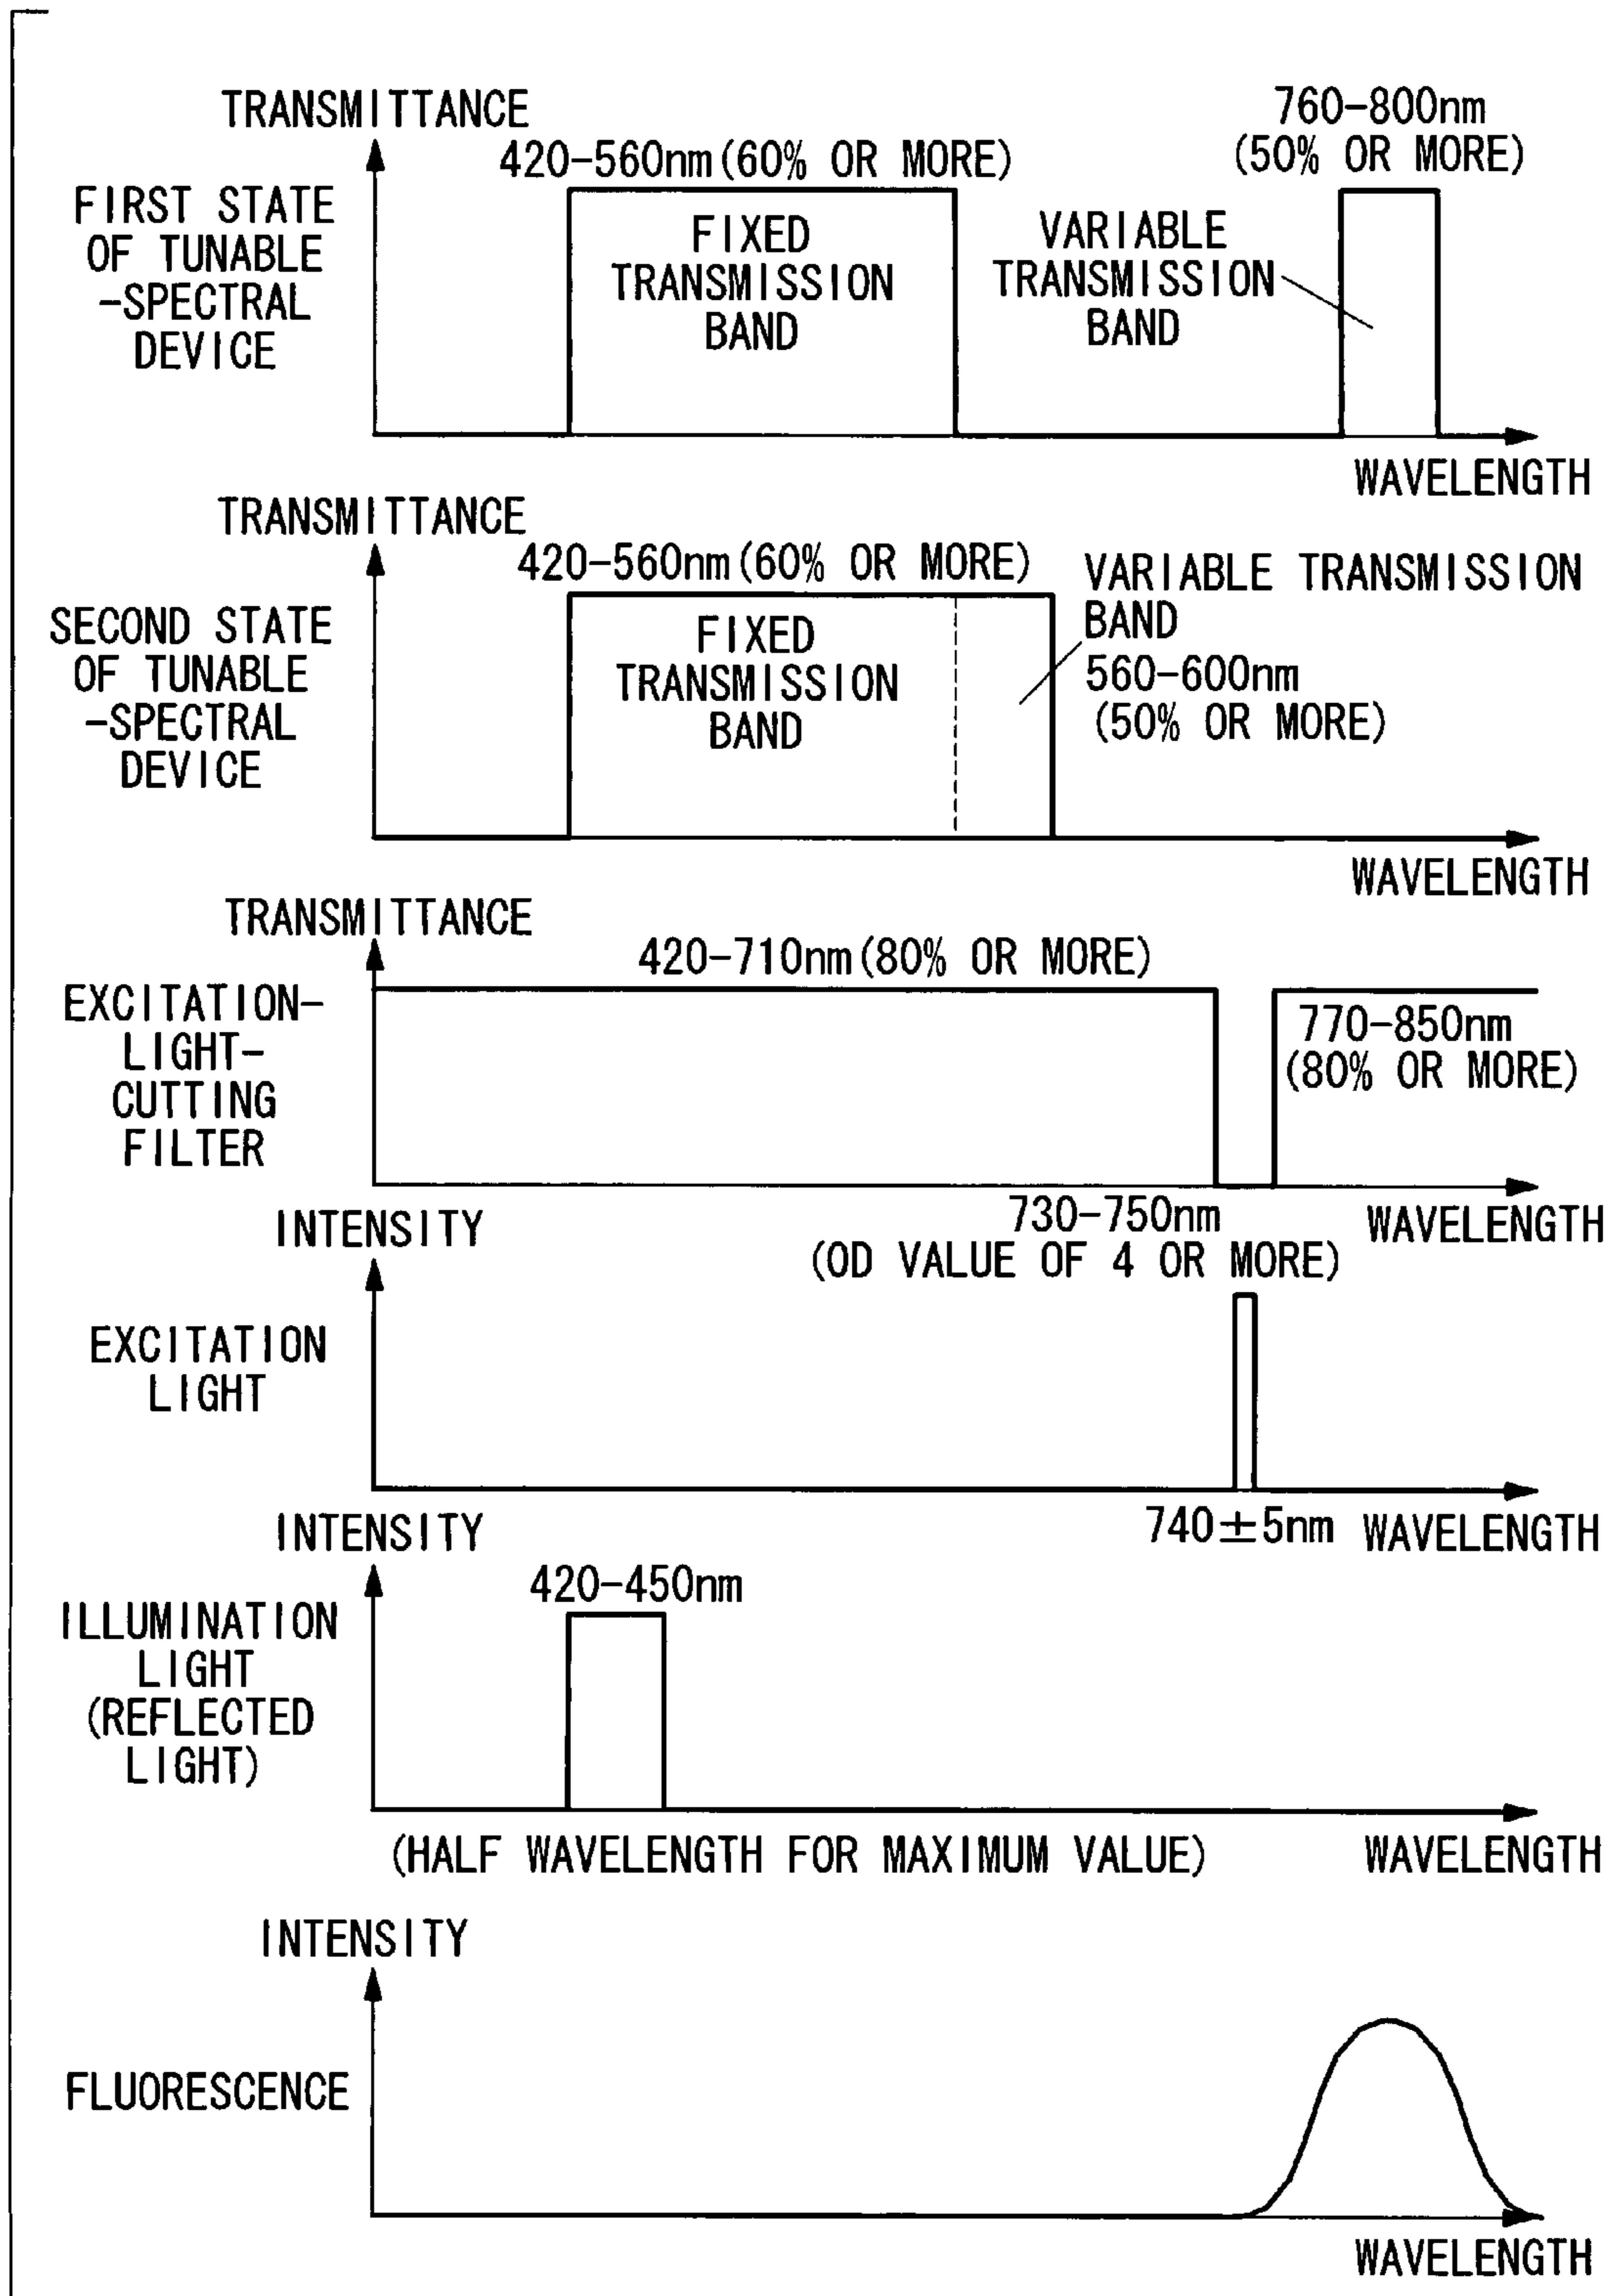 TRANSMITTANCE
420-560nm(60% OR MORE)
760-800nm
(50% OR MORE)
FIRST STATE
OF TUNABLE
-SPECTRAL
DEVICE
FIXED
TRANSMISSION
BAND
VARIABLE
TRANSMISSION
BAND
WAVELENGTH
TRANSMITTANCE
420-560nm(60% OR MORE)
VARIABLE TRANSMISSION
BAND
560-600nm
(50% OR MORE)
SECOND STATE
OF TUNABLE
-SPECTRAL
DEVICE
FIXED
TRANSMISSION
BAND
WAVELENGTH
TRANSMITTANCE
420-710nm(80% OR MORE)
EXCITATION-
LIGHT-
CUTTING
FILTER
770-850nm
(80% OR MORE)
730-750nm
(OD VALUE OF 4 OR MORE)
WAVELENGTH
INTENSITY
EXCITATION
LIGHT
740±5nm
WAVELENGTH
INTENSITY
420-450nm
ILLUMINATION
LIGHT
(REFLECTED
LIGHT)
(HALF WAVELENGTH FOR MAXIMUM VALUE)
WAVELENGTH
INTENSITY
FLUORESCENCE
WAVELENGTH